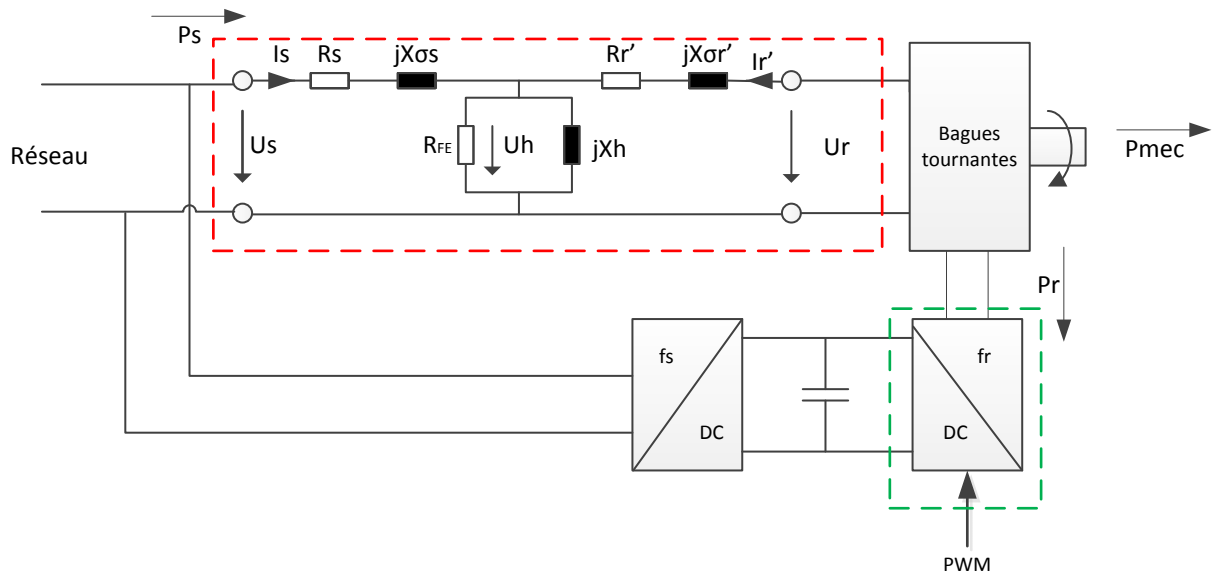 Ps
Is
Rs
jXσs
Rr’
jXσr’
Ir’
Réseau
Us
RFE
Uh
jXh
Ur
Bagues
tournantes
Pmec
Pr
fs
DC
fr
DC
PWM